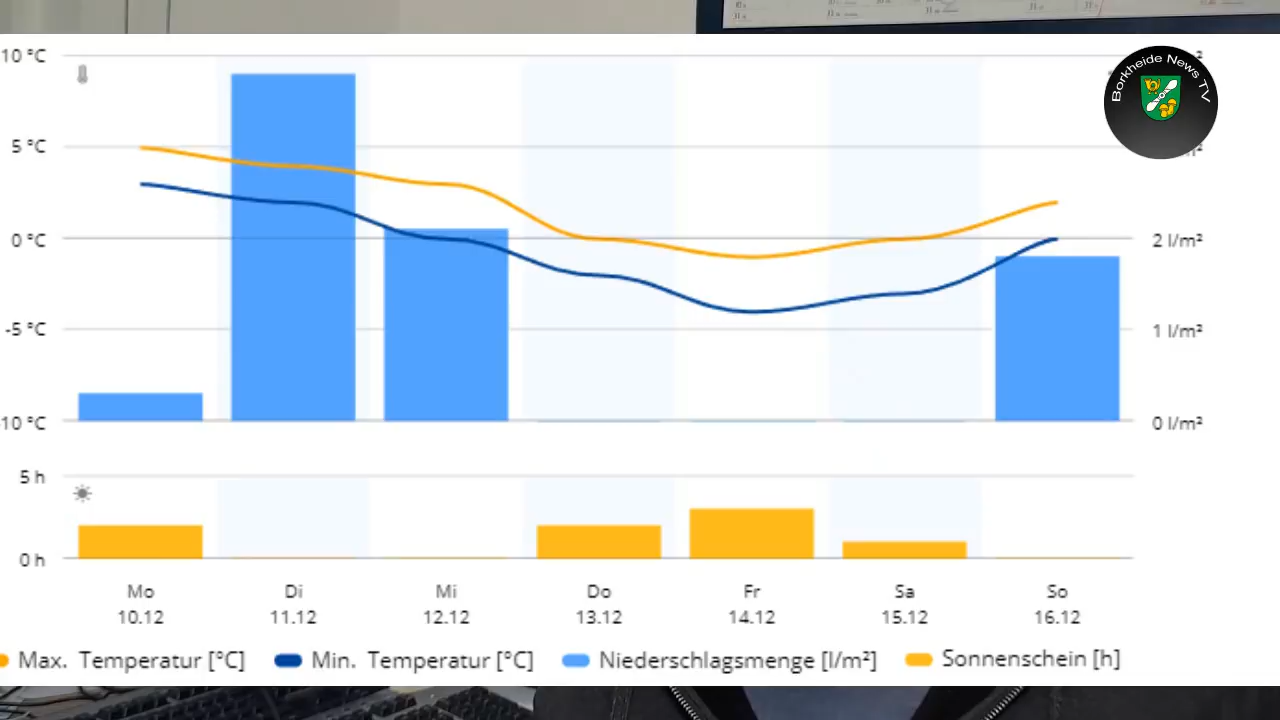 10 °C
Borkheide News TV
5 °C
0 °C
2 l/m²
-5 °C
1 l/m²
10 °C
0 l/m²
5 h
0 h
Mo Di Mi Do Fr Sa So
10.12 11.12 12.12 13.12 14.12 15.12 16.12
Max. Temperatur [°C] Min. Temperatur [°C] Niederschlagsmenge [l/m²] Sonnenschein [h]